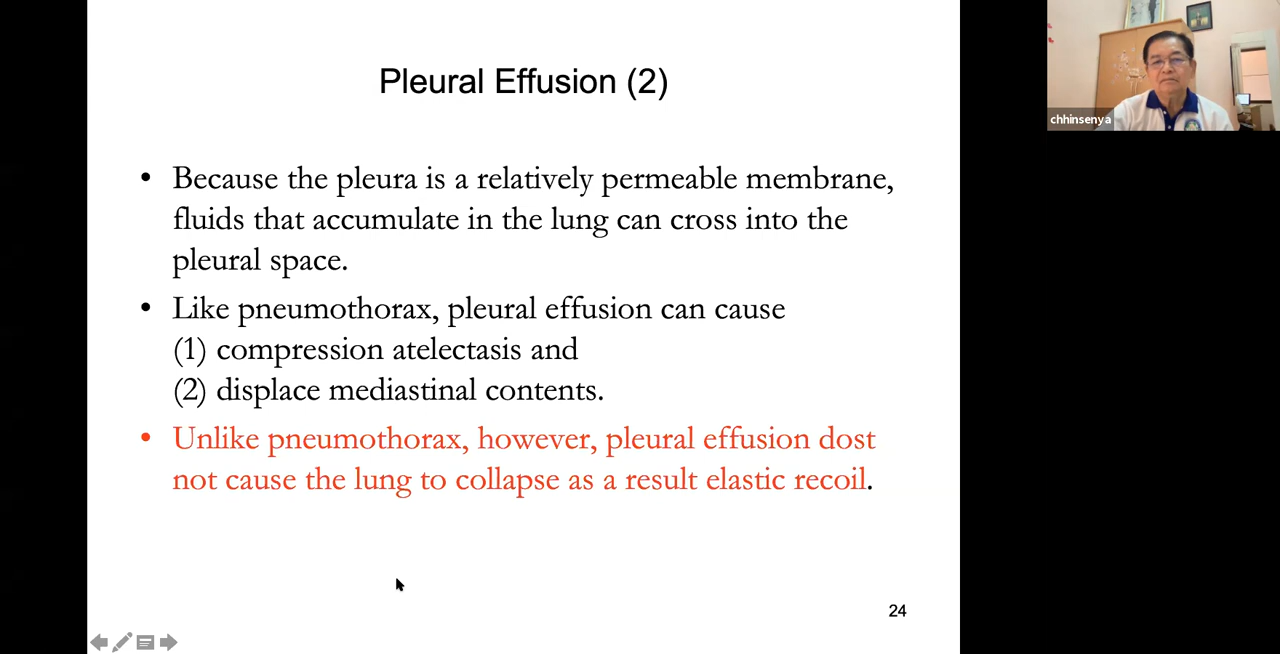 Pleural Effusion (2)
• Because the pleura is a relatively permeable membrane,
fluids that accumulate in the lung can cross into the
pleural space.
• Like pneumothorax, pleural effusion can cause
(1) compression atelectasis and
(2) displace mediastinal contents.
• Unlike pneumothorax, however, pleural effusion dost
not cause the lung to collapse as a result elastic recoil.
24
chhinsenya